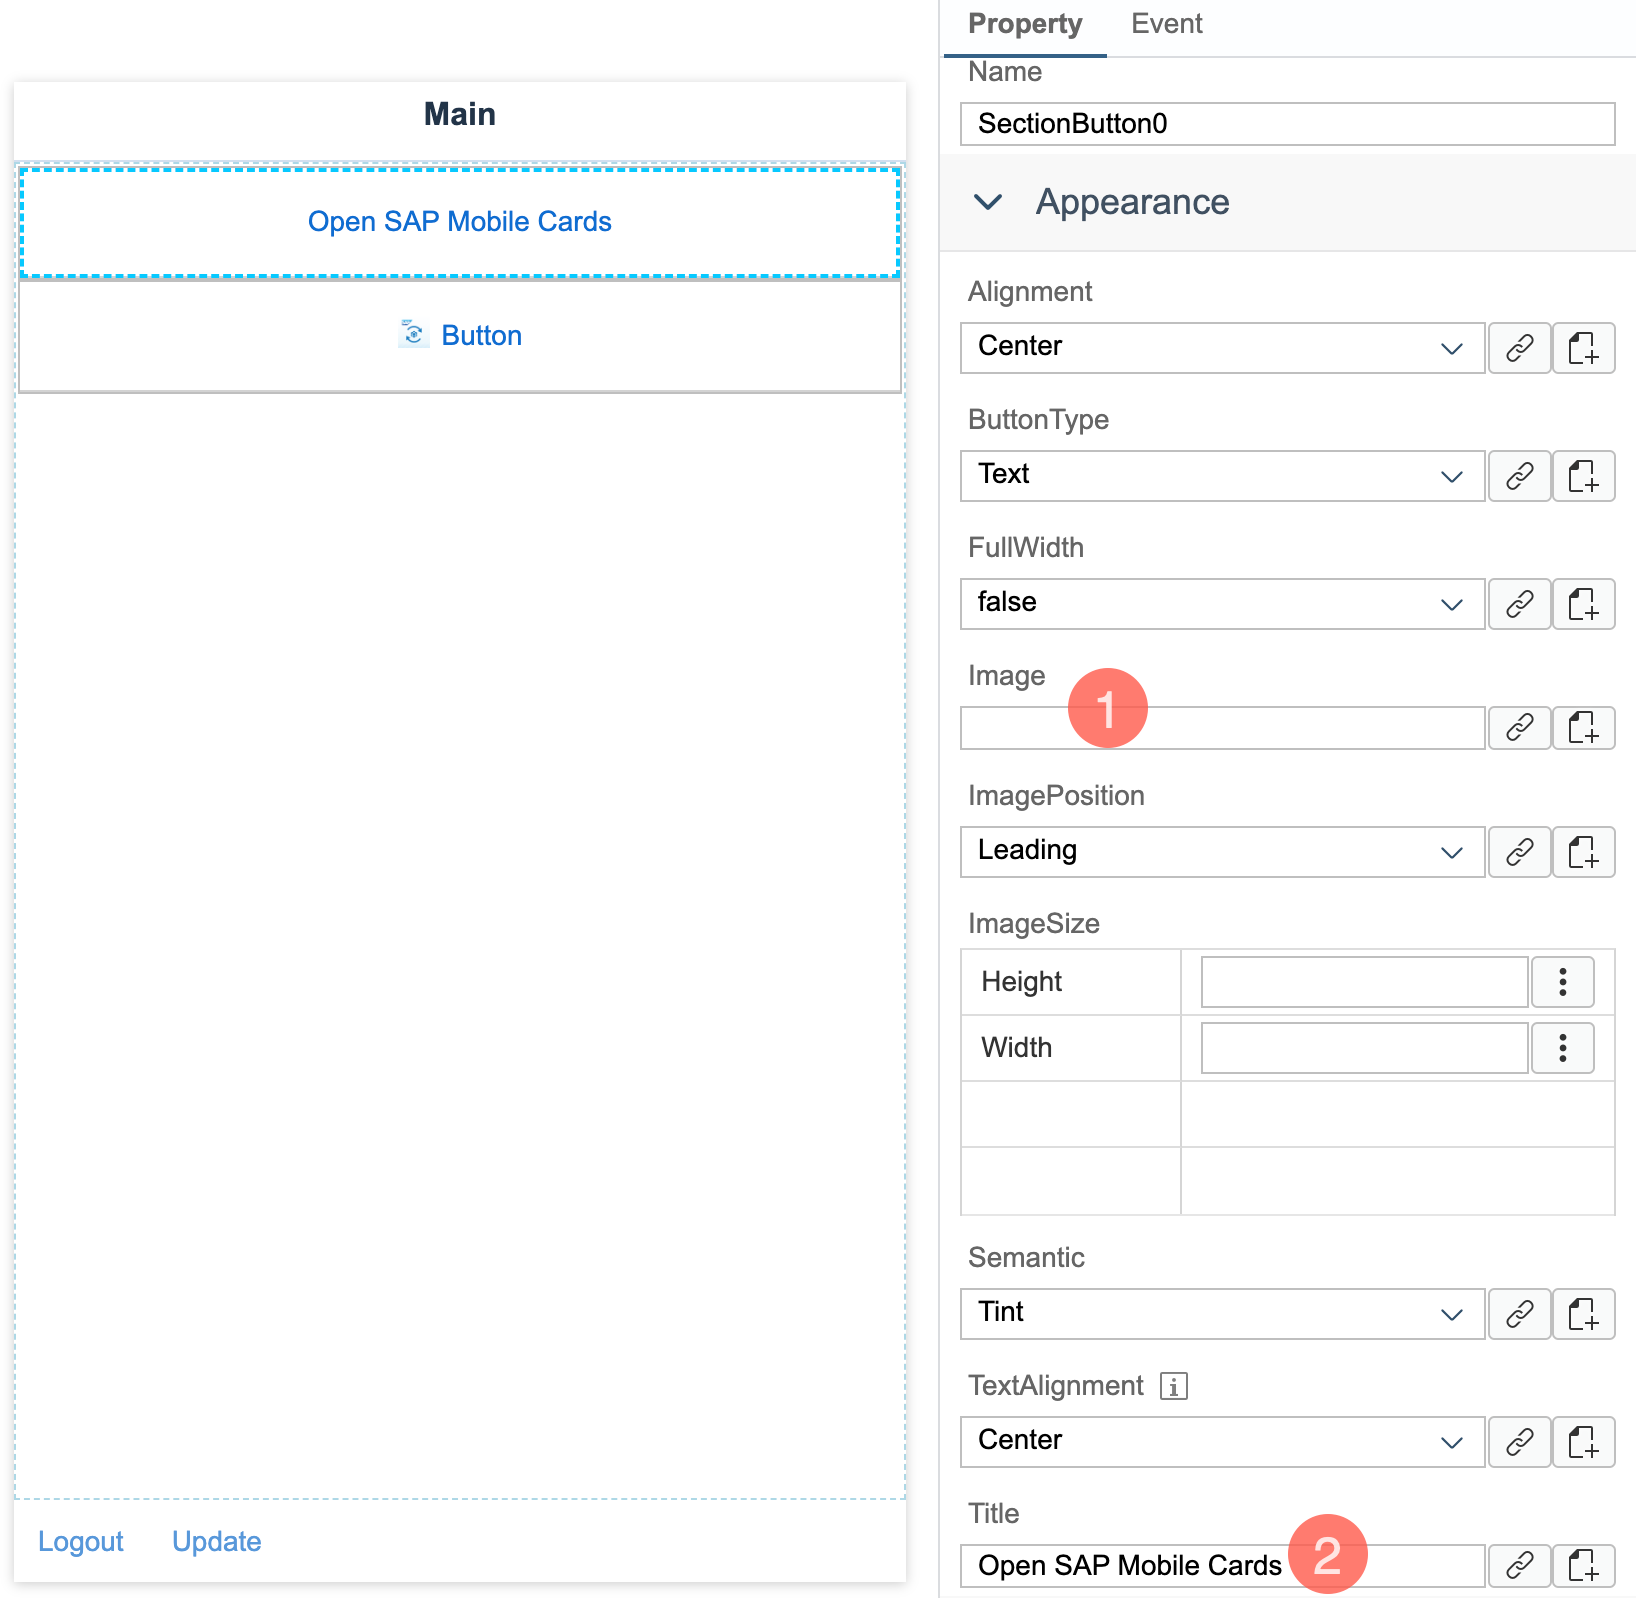 Main
Open SAP Mobile Cards
Button
Logout Update
Property Event
Name
SectionButton0
Appearance
Alignment
Center
ButtonType
Text
FullWidth
false
Image
1
ImagePosition
Leading
ImageSize
Height
Width
Semantic
Tint
TextAlignment i
Center
Title
Open SAP Mobile Cards 2